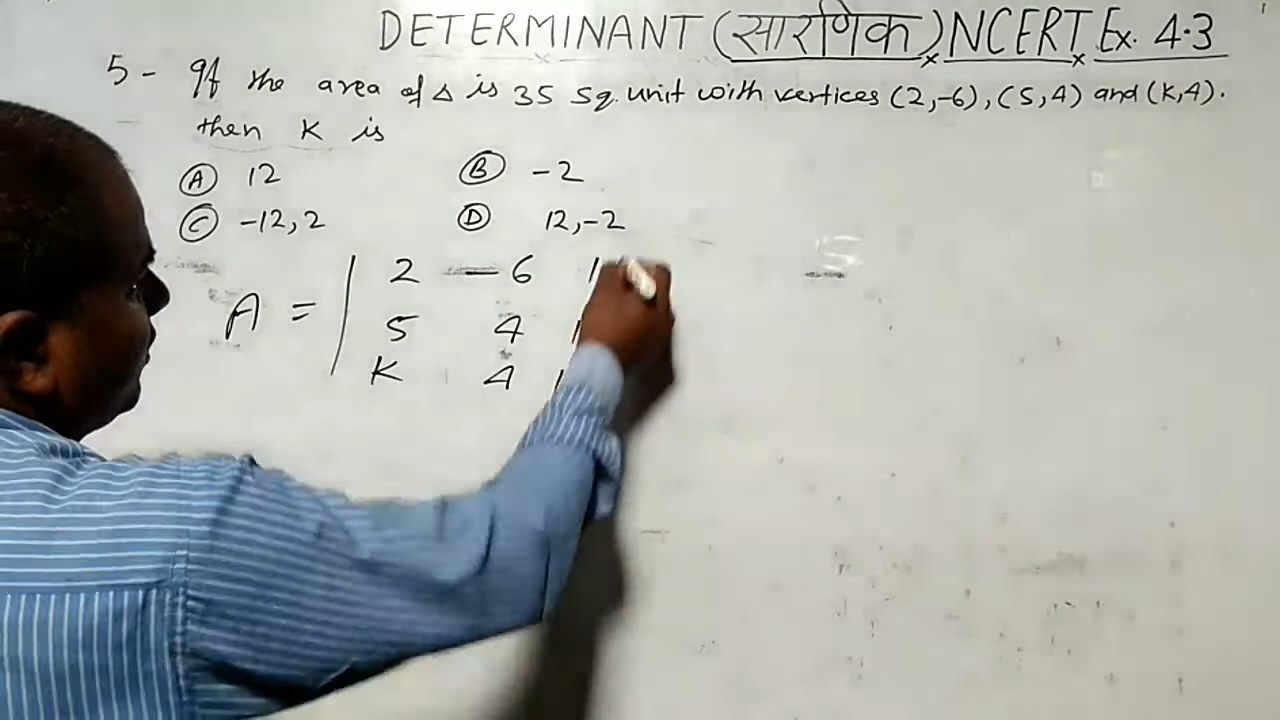 DETERMINANT (सारणिक) NCERT Ex. 4.3
5- If the area of Δ is 35 Sq. unit with vertices (2,-6), (5,4) and (K,4).
then K is
(A) 12 (B) -2
(C) -12,2 (D) 12,-2
A = | 2 -6 1
5 4 1
K 4 1